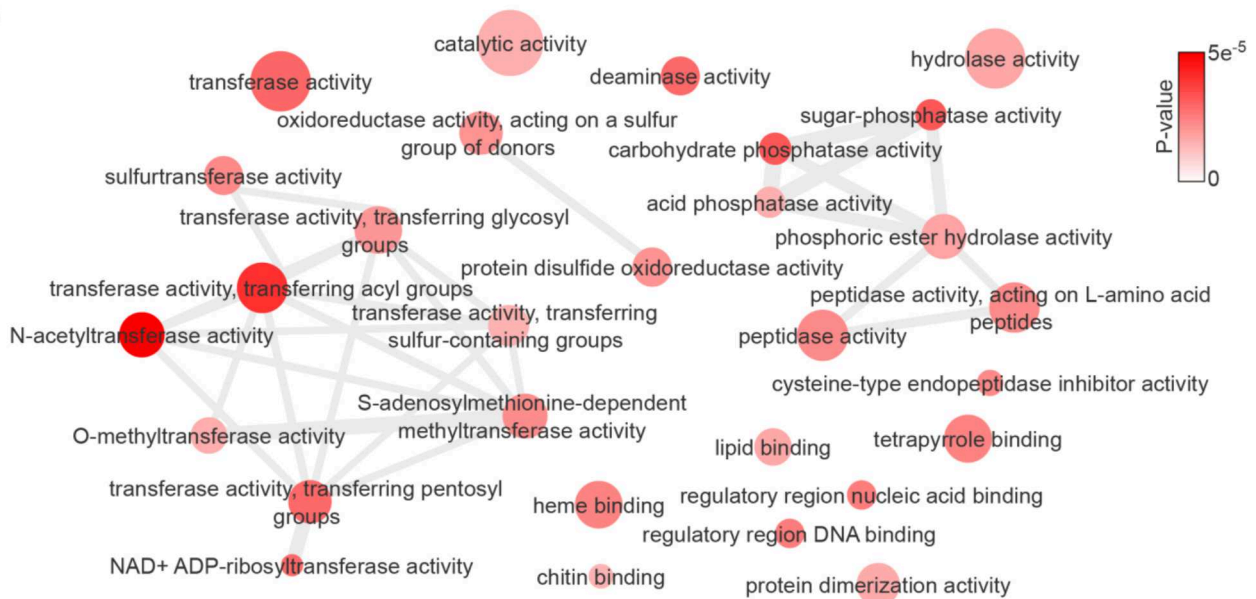 catalytic activity
transferase activity
deaminase activity
hydrolase activity
5e-5
P-value
0
oxidoreductase activity, acting on a sulfur
group of donors
sugar-phosphatase activity
carbohydrate phosphatase activity
sulfurtransferase activity
acid phosphatase activity
transferase activity, transferring glycosyl
groups
phosphoric ester hydrolase activity
protein disulfide oxidoreductase activity
transferase activity, transferring acyl groups
peptidase activity, acting on L-amino acid
peptides
transferase activity, transferring
sulfur-containing groups
N-acetyltransferase activity
peptidase activity
cysteine-type endopeptidase inhibitor activity
S-adenosylmethionine-dependent
methyltransferase activity
O-methyltransferase activity
lipid binding
tetrapyrrole binding
transferase activity, transferring pentosyl
groups
heme binding
regulatory region nucleic acid binding
regulatory region DNA binding
NAD+ ADP-ribosyltransferase activity
chitin binding
protein dimerization activity